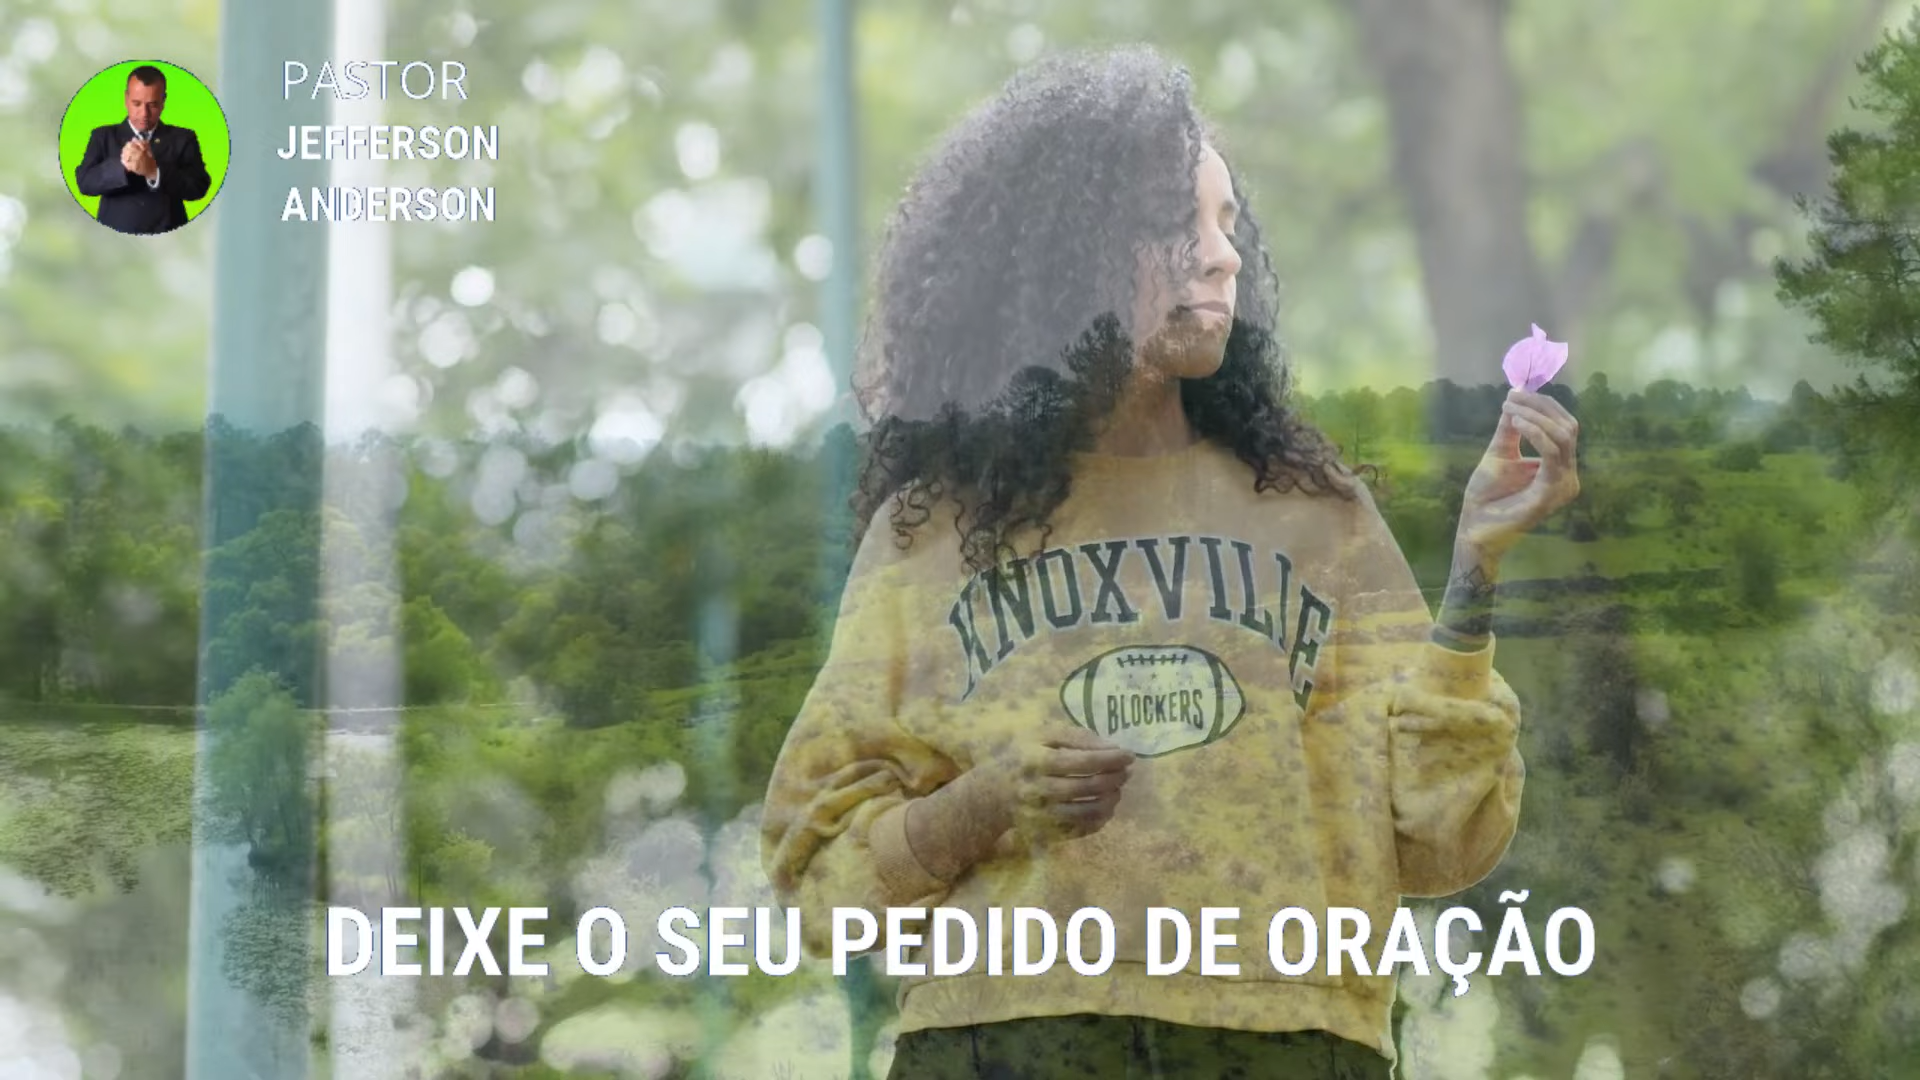 PASTOR
JEFFERSON
ANDERSON
KNOXVILLE
BLOCKERS
DEIXE O SEU PEDIDO DE ORAÇÃO